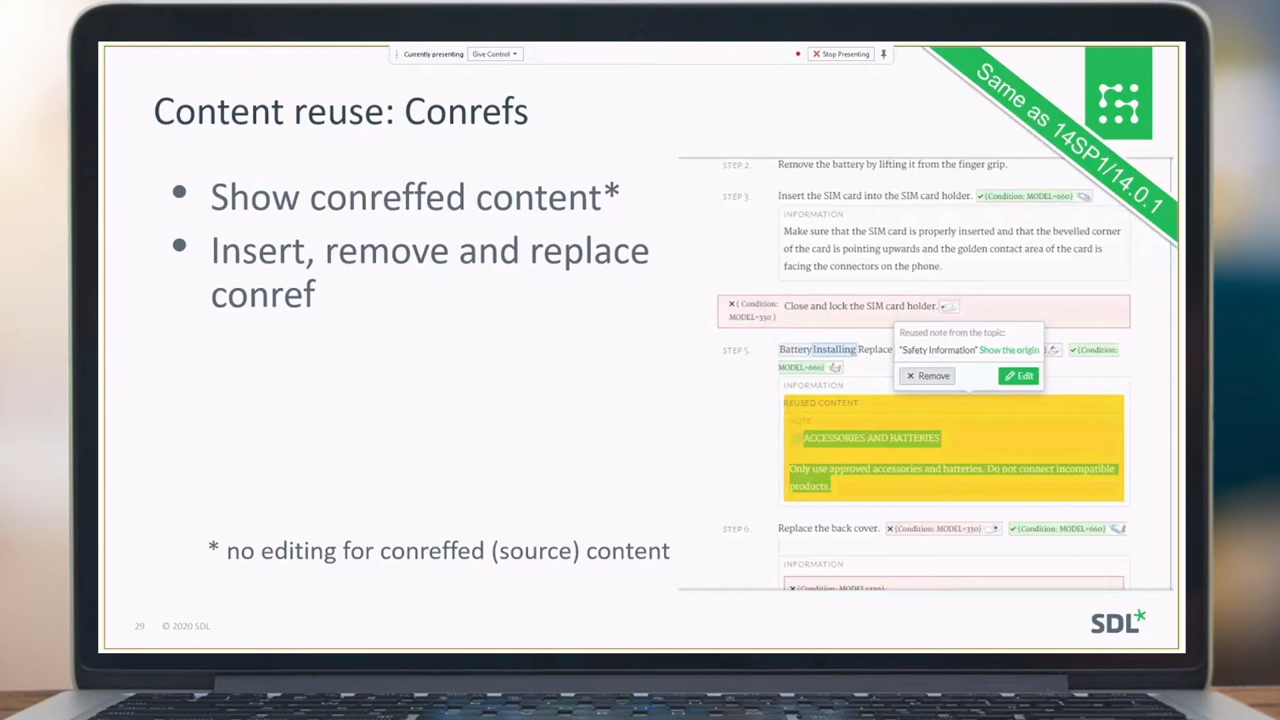 Currently presenting Give Control Stop Presenting
Same as 14SP1/14.0.1
Content reuse: Conrefs
• Show conreffed content*
• Insert, remove and replace
conref
* no editing for conreffed (source) content
STEP 2. Remove the battery by lifting it from the finger grip.
STEP 3. Insert the SIM card into the SIM card holder. ✔{Condition: MODEL=660}
INFORMATION
Make sure that the SIM card is properly inserted and that the bevelled corner
of the card is pointing upwards and the golden contact area of the card is
facing the connectors on the phone.
✕{ Condition: Close and lock the SIM card holder.
MODEL=330 }
Reused note from the topic:
"Safety Information" Show the origin
✕ Remove Edit
STEP 5. Battery Installing Replace ✔{Condition:
MODEL=660}
INFORMATION
REUSED CONTENT
NOTE
ACCESSORIES AND BATTERIES
Only use approved accessories and batteries. Do not connect incompatible
products.
STEP 6. Replace the back cover. ✕{Condition: MODEL=330} ✔{Condition: MODEL=660}
INFORMATION
✕{Condition: MODEL=330}
29 © 2020 SDL
SDL*